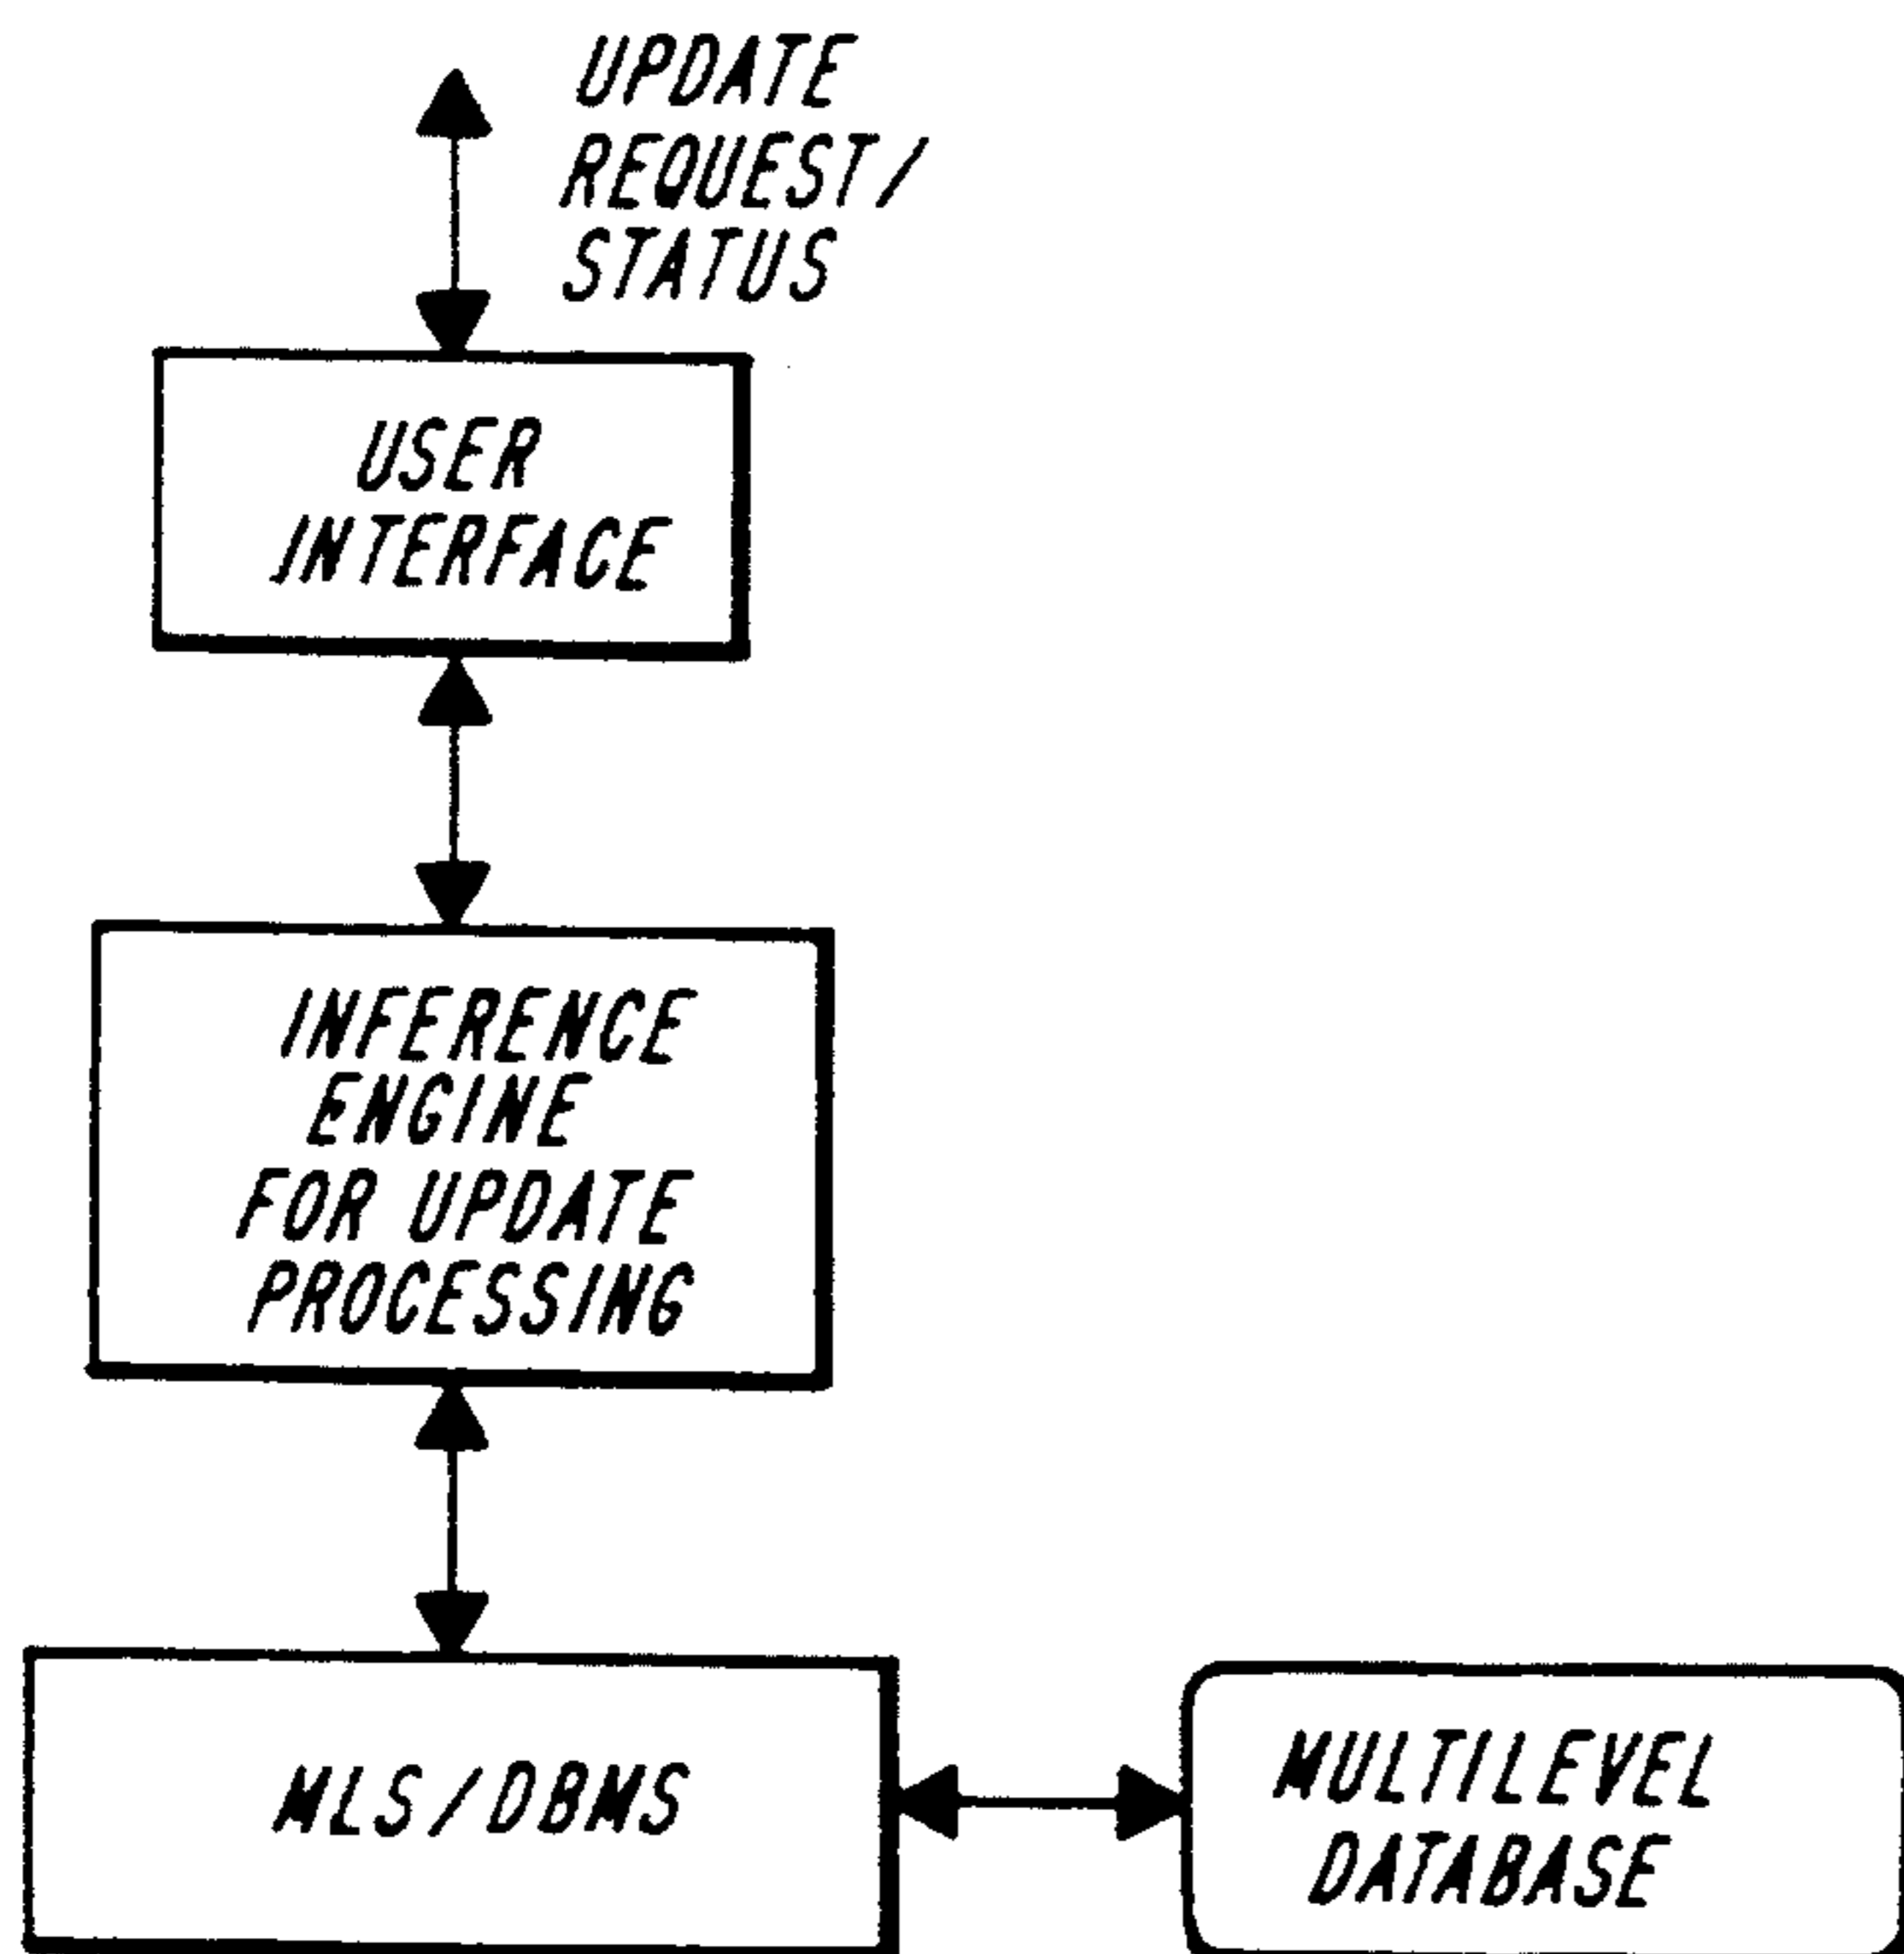 UPDATE
REQUEST/
STATUS
USER
INTERFACE
INFERENCE
ENGINE
FOR UPDATE
PROCESSING
MLS/DBMS
MULTILEVEL
DATABASE